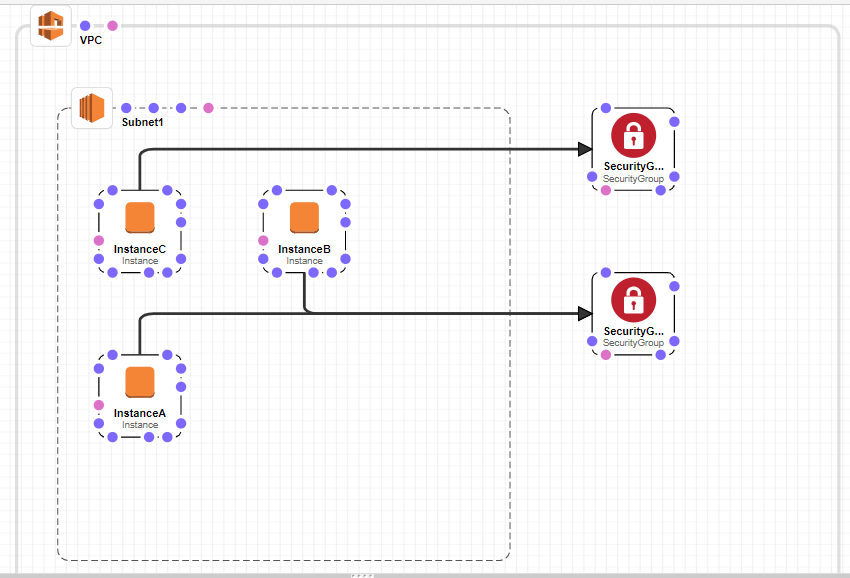 VPC
Subnet1
SecurityG...
SecurityGroup
InstanceC
Instance
InstanceB
Instance
SecurityG...
SecurityGroup
InstanceA
Instance